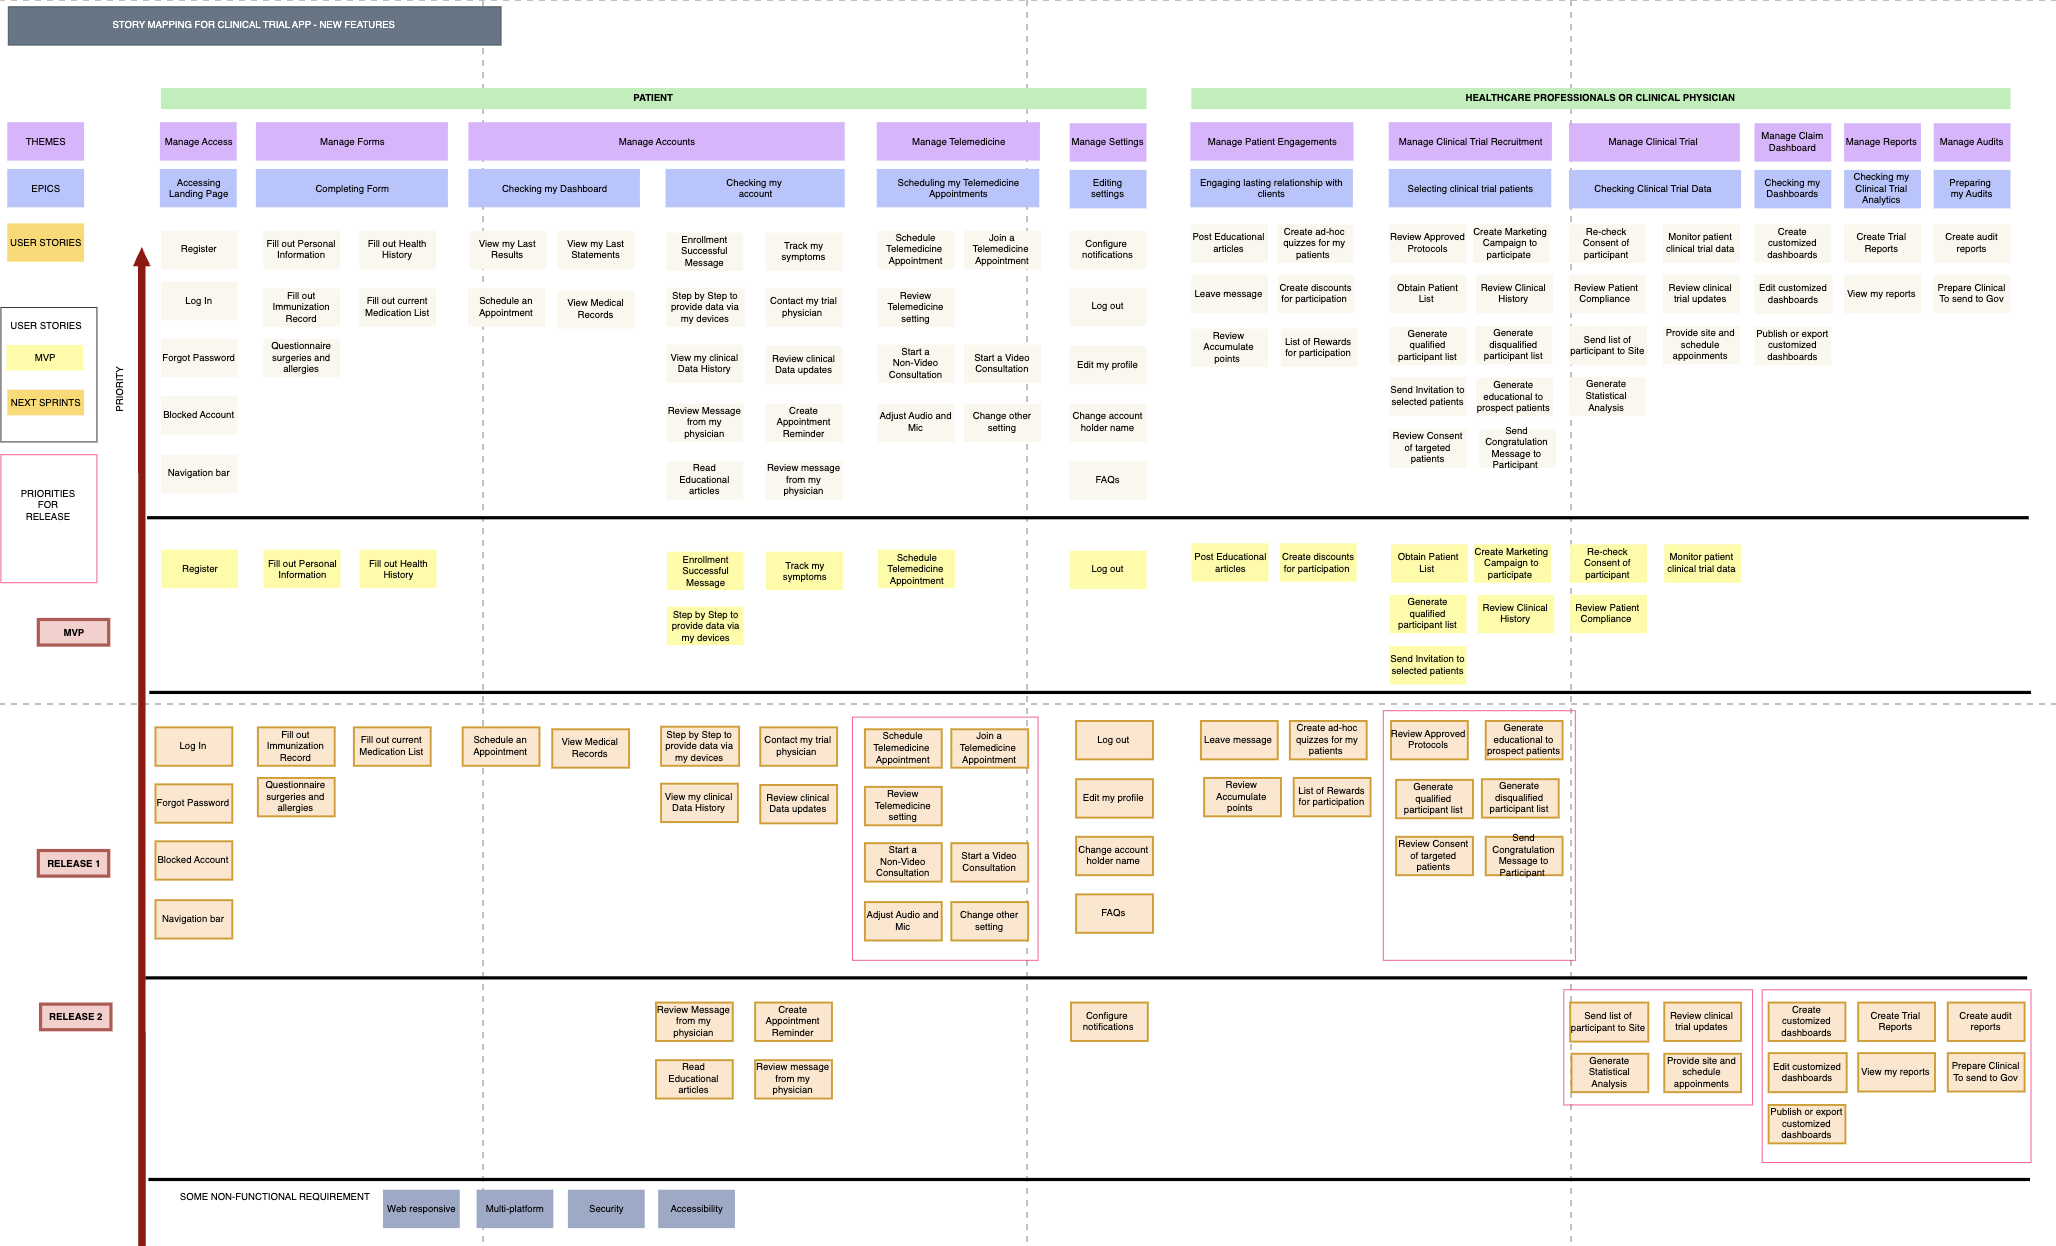 STORY MAPPING FOR CLINICAL TRIAL APP - NEW FEATURES
PATIENT
HEALTHCARE PROFESSIONALS OR CLINICAL PHYSICIAN
THEMES
Manage Access
Manage Forms
Manage Accounts
Manage Telemedicine
Manage Settings
Manage Patient Engagements
Manage Clinical Trial Recruitment
Manage Clinical Trial
Manage Claim
Dashboard
Manage Reports
Manage Audits
EPICS
Accessing
Landing Page
Completing Form
Checking my Dashboard
Checking my
account
Scheduling my Telemedicine
Appointments
Editing
settings
Engaging lasting relationship with
clients
Selecting clinical trial patients
Checking Clinical Trial Data
Checking my
Dashboards
Checking my
Clinical Trial
Analytics
Preparing
my Audits
USER STORIES
Register
Fill out Personal
Information
Fill out Health
History
View my Last
Results
View my Last
Statements
Enrollment
Successful
Message
Track my
symptoms
Schedule
Telemedicine
Appointment
Join a
Telemedicine
Appointment
Configure
notifications
Post Educational
articles
Create ad-hoc
quizzes for my
patients
Review Approved
Protocols
Create Marketing
Campaign to
participate
Re-check
Consent of
participant
Monitor patient
clinical trial data
Create
customized
dashboards
Create Trial
Reports
Create audit
reports
Log In
Fill out
Immunization
Record
Fill out current
Medication List
Schedule an
Appointment
View Medical
Records
Step by Step to
provide data via
my devices
Contact my trial
physician
Review
Telemedicine
setting
Log out
Leave message
Create discounts
for participation
Obtain Patient
List
Review Clinical
History
Review Patient
Compliance
Review clinical
trial updates
Edit customized
dashboards
View my reports
Prepare Clinical
To send to Gov
Forgot Password
Questionnaire
surgeries and
allergies
View my clinical
Data History
Review clinical
Data updates
Start a
Non-Video
Consultation
Start a Video
Consultation
Edit my profile
Review
Accumulate
points
List of Rewards
for participation
Generate
qualified
participant list
Generate
disqualified
participant list
Send list of
participant to Site
Provide site and
schedule
appoinments
Publish or export
customized
dashboards
Blocked Account
Review Message
from my
physician
Create
Appointment
Reminder
Adjust Audio and
Mic
Change other
setting
Change account
holder name
Send Invitation to
selected patients
Generate
educational to
prospect patients
Generate
Statistical
Analysis
Navigation bar
Read
Educational
articles
Review message
from my
physician
FAQs
Review Consent
of targeted
patients
Send
Congratulation
Message to
Participant
USER STORIES
MVP
NEXT SPRINTS
PRIORITY
PRIORITIES
FOR
RELEASE
MVP
Register
Fill out Personal
Information
Fill out Health
History
Enrollment
Successful
Message
Track my
symptoms
Schedule
Telemedicine
Appointment
Log out
Post Educational
articles
Create discounts
for participation
Obtain Patient
List
Create Marketing
Campaign to
participate
Re-check
Consent of
participant
Monitor patient
clinical trial data
Step by Step to
provide data via
my devices
Generate
qualified
participant list
Review Clinical
History
Review Patient
Compliance
Send Invitation to
selected patients
RELEASE 1
Log In
Fill out
Immunization
Record
Fill out current
Medication List
Schedule an
Appointment
View Medical
Records
Step by Step to
provide data via
my devices
Contact my trial
physician
Schedule
Telemedicine
Appointment
Join a
Telemedicine
Appointment
Log out
Leave message
Create ad-hoc
quizzes for my
patients
Review Approved
Protocols
Generate
educational to
prospect patients
Forgot Password
Questionnaire
surgeries and
allergies
View my clinical
Data History
Review clinical
Data updates
Review
Telemedicine
setting
Edit my profile
Review
Accumulate
points
List of Rewards
for participation
Generate
qualified
participant list
Generate
disqualified
participant list
Blocked Account
Start a
Non-Video
Consultation
Start a Video
Consultation
Change account
holder name
Review Consent
of targeted
patients
Send
Congratulation
Message to
Participant
Navigation bar
Adjust Audio and
Mic
Change other
setting
FAQs
RELEASE 2
Review Message
from my
physician
Create
Appointment
Reminder
Configure
notifications
Send list of
participant to Site
Review clinical
trial updates
Create
customized
dashboards
Create Trial
Reports
Create audit
reports
Read
Educational
articles
Review message
from my
physician
Generate
Statistical
Analysis
Provide site and
schedule
appoinments
Edit customized
dashboards
View my reports
Prepare Clinical
To send to Gov
Publish or export
customized
dashboards
SOME NON-FUNCTIONAL REQUIREMENT
Web responsive
Multi-platform
Security
Accessibility